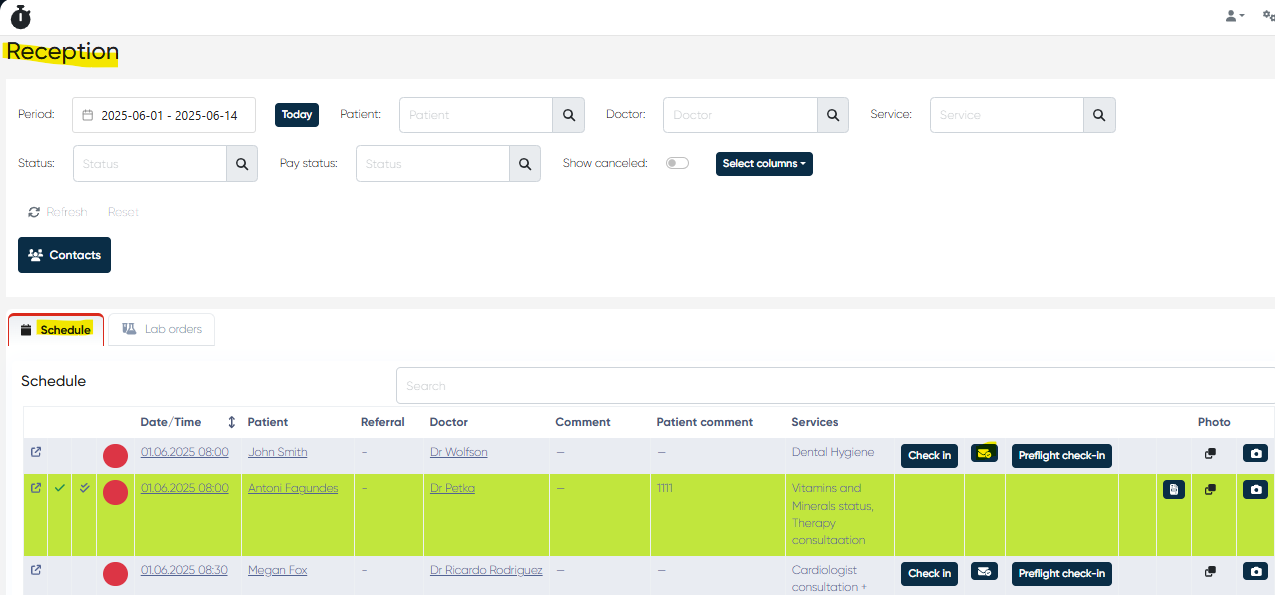 Reception
Period: 2025-06-01 - 2025-06-14 Today Patient: Patient Doctor: Doctor Service: Service
Status: Status Pay status: Status Show canceled: Select columns
Refresh Reset
Contacts
Schedule Lab orders
Schedule Search
Date/Time Patient Referral Doctor Comment Patient comment Services Photo
01.06.2025 08:00 John Smith - Dr Wolfson — — Dental Hygiene Check in Preflight check-in
01.06.2025 08:00 Antoni Fagundes - Dr Petka — 1111 Vitamins and
Minerals status,
Therapy
consultaation
01.06.2025 08:30 Megan Fox - Dr Ricardo Rodriguez — — Cardiologist Check in Preflight check-in
consultation +